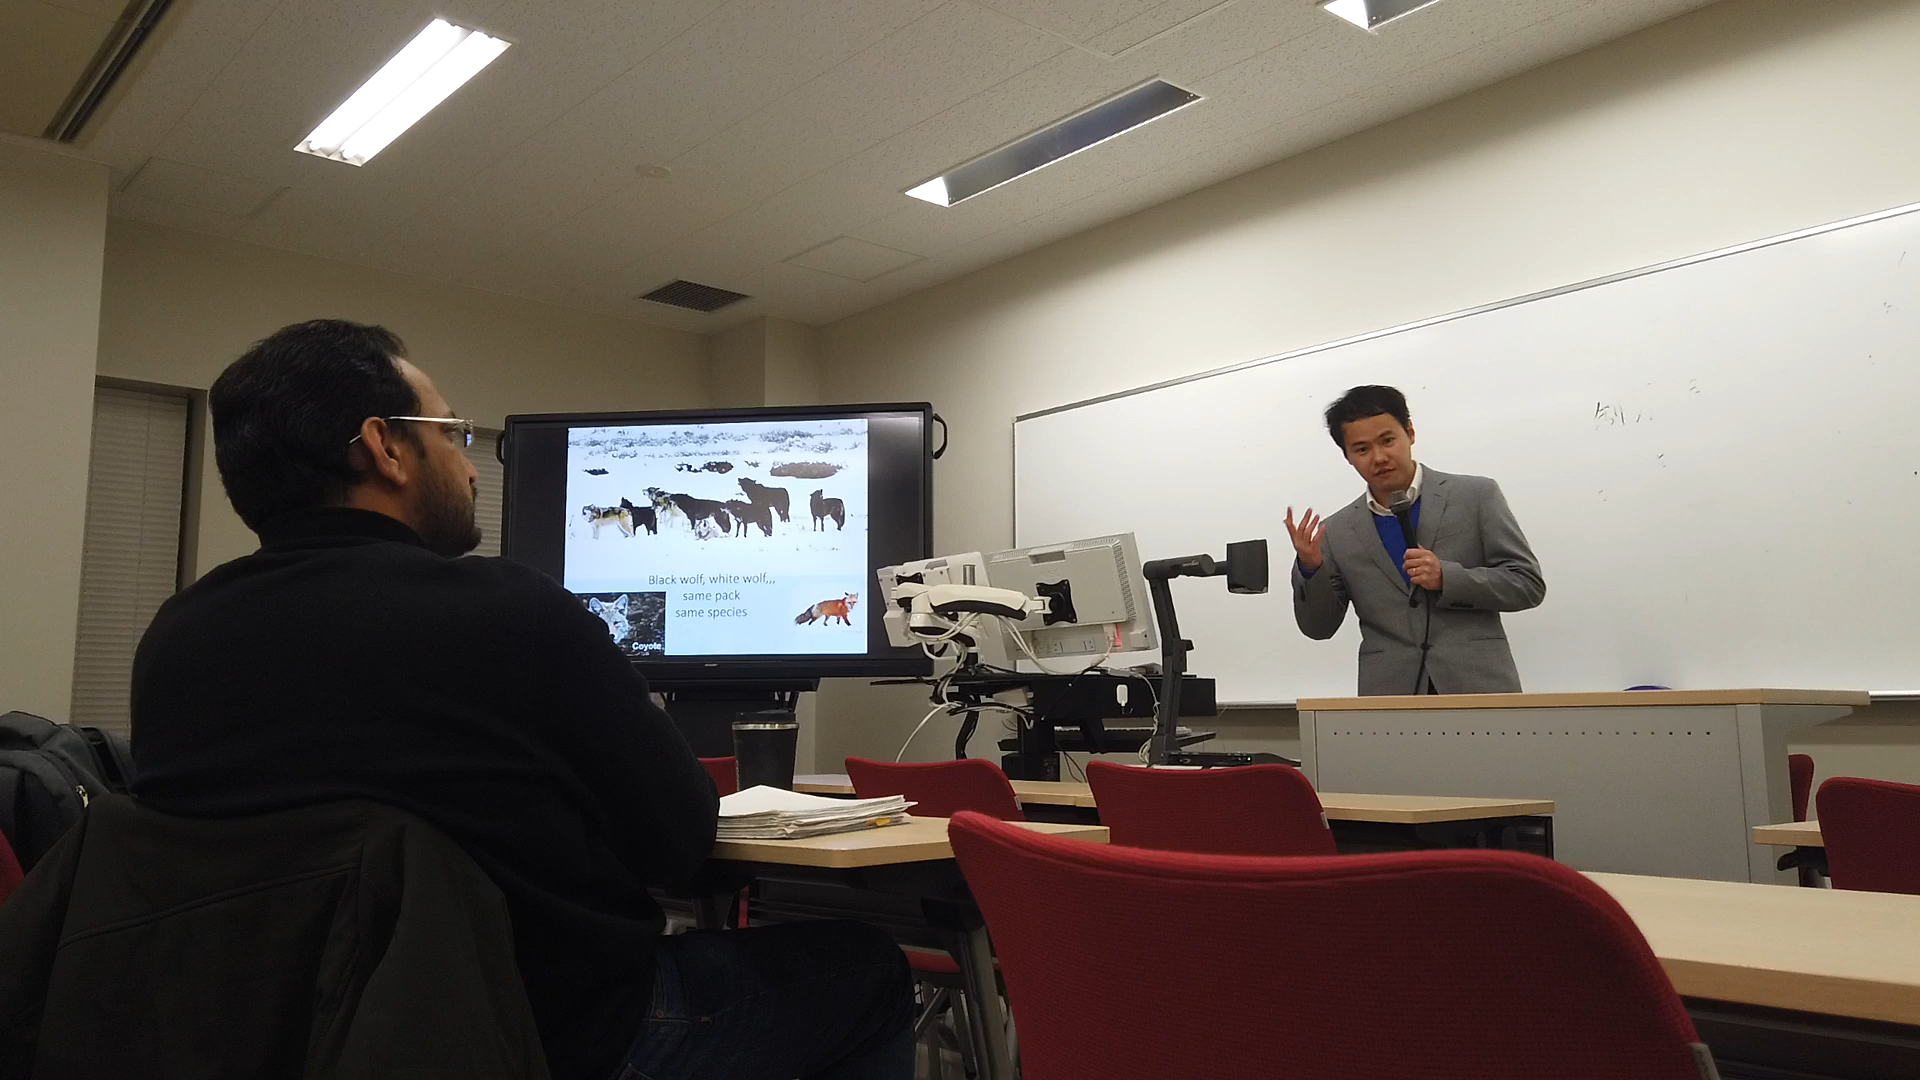 Black wolf, white wolf,,,
same pack
same species
Coyote